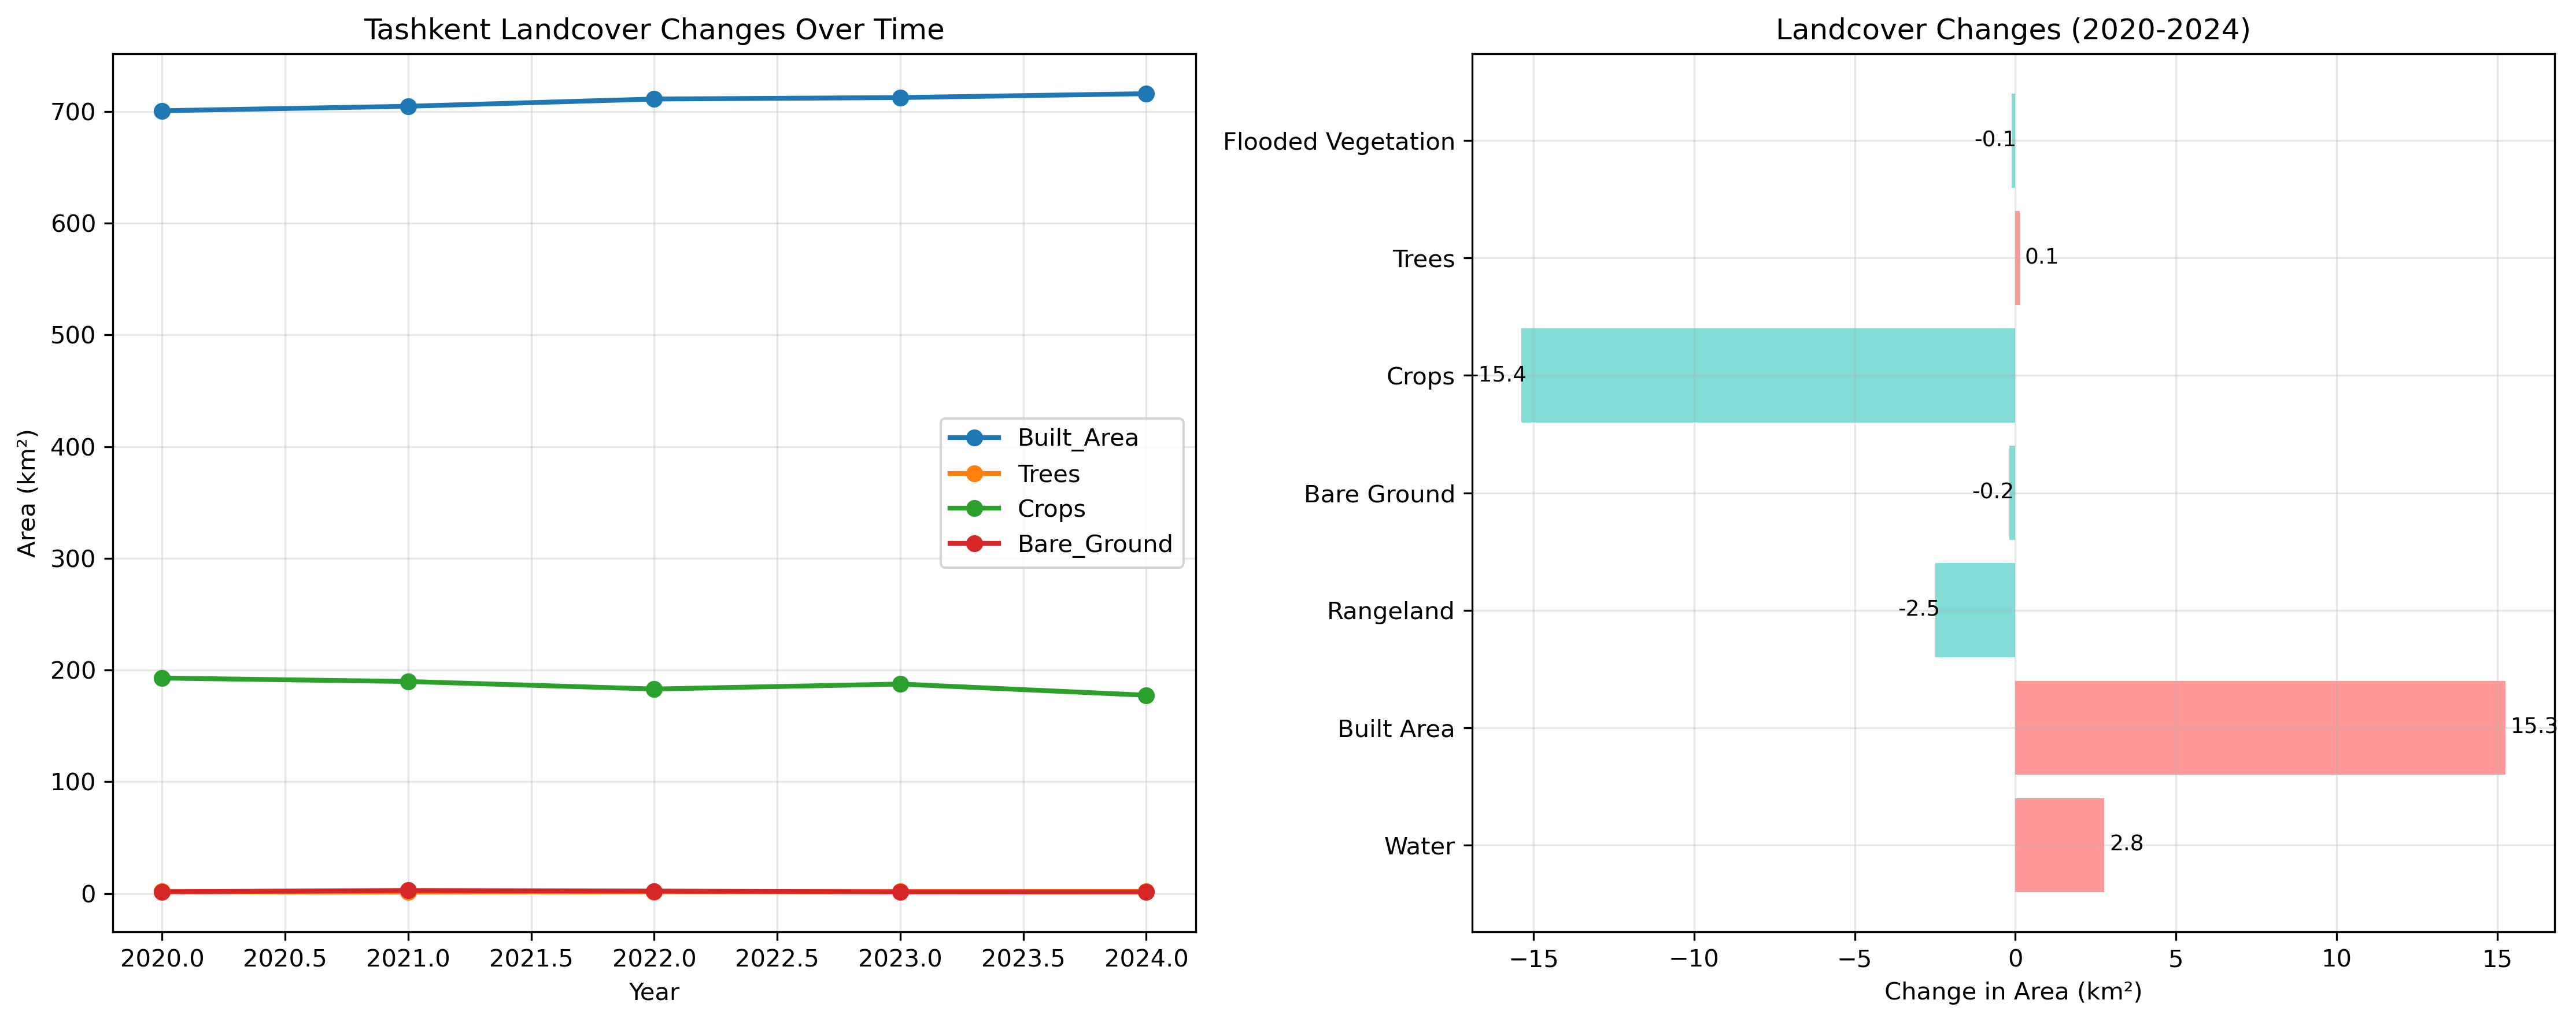 Tashkent Landcover Changes Over Time
Area (km²)
700
600
500
400
300
200
100
0
Built_Area
Trees
Crops
Bare_Ground
2020.0 2020.5 2021.0 2021.5 2022.0 2022.5 2023.0 2023.5 2024.0
Year
Landcover Changes (2020-2024)
Flooded Vegetation
-0.1
Trees
0.1
Crops
-15.4
Bare Ground
-0.2
Rangeland
-2.5
Built Area
15.3
Water
2.8
−15 −10 −5 0 5 10 15
Change in Area (km²)